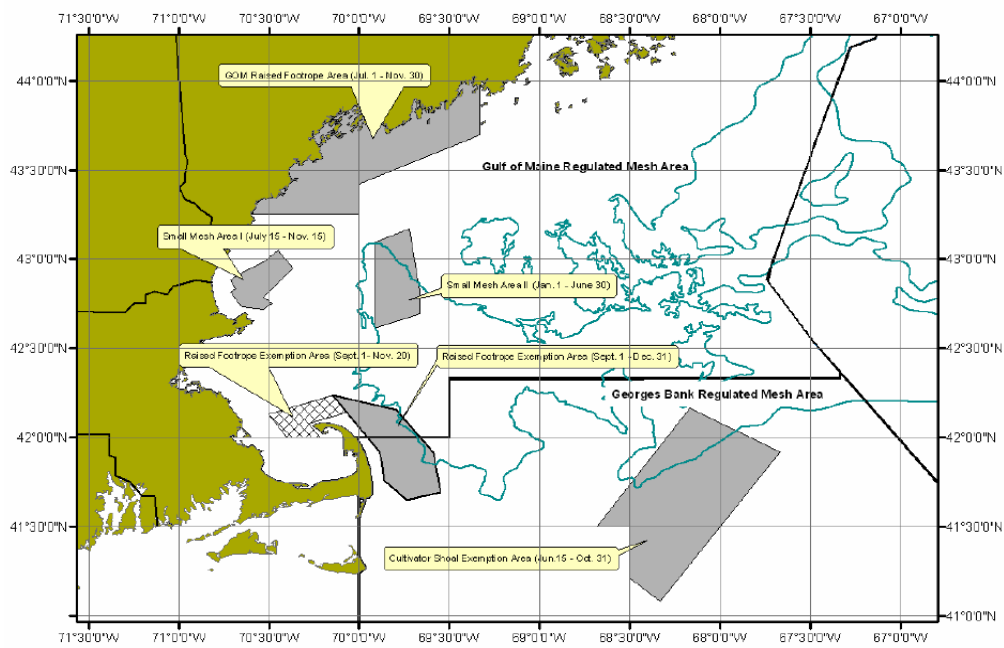 71°0'0"W 71°0'0"W 70°30'0"W 70°0'0"W 69°30'0"W 69°0'0"W 68°30'0"W 68°0'0"W 67°30'0"W 67°0'0"W
44°0'0"N 44°0'0"N
GOM Raised Footrope Area (Jul. 1 - Nov. 30)
43°30'0"N 43°30'0"N
Gulf of Maine Regulated Mesh Area
Small Mesh Area I (July 15 - Nov. 15)
43°0'0"N 43°0'0"N
Small Mesh Area II (Jan. 1 - June 30)
42°30'0"N 42°30'0"N
Raised Footrope Exemption Area (Sept. 1- Nov. 20)
Raised Footrope Exemption Area (Sept. 1 - Dec. 31)
Georges Bank Regulated Mesh Area
42°0'0"N 42°0'0"N
41°30'0"N 41°30'0"N
Cultivator Shoal Exemption Area (Jun.15 - Oct. 31)
41°0'0"N 41°0'0"N
71°30'0"W 71°0'0"W 70°30'0"W 70°0'0"W 69°30'0"W 69°0'0"W 68°30'0"W 68°0'0"W 67°30'0"W 67°0'0"W